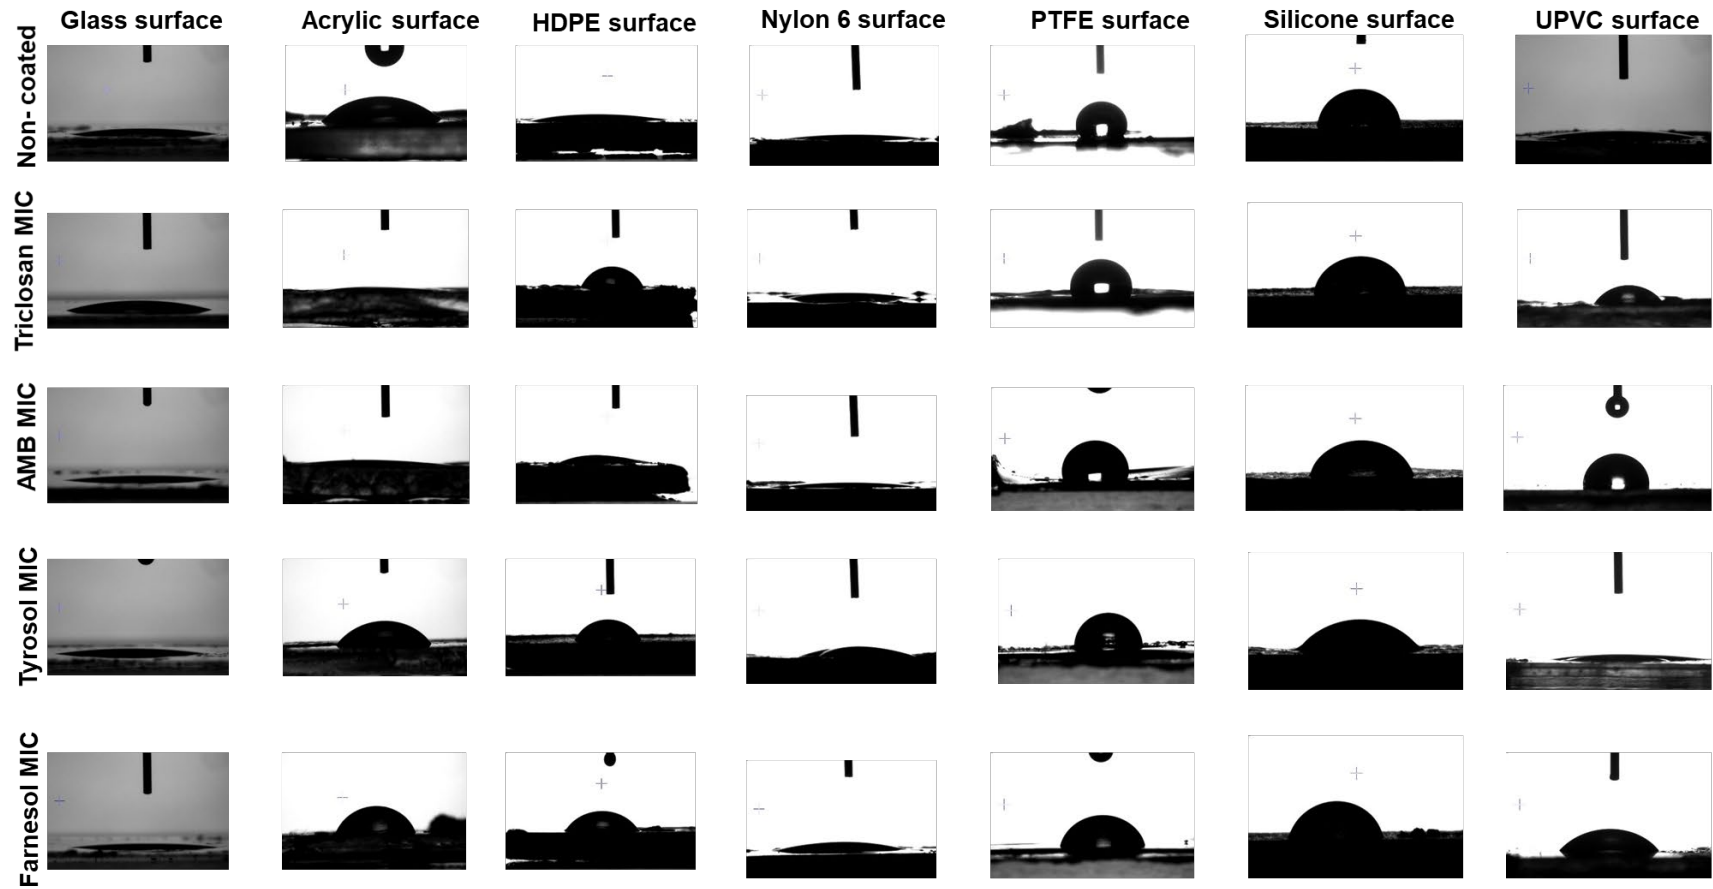 Glass surface
Acrylic surface
HDPE surface
Nylon 6 surface
PTFE surface
Silicone surface
UPVC surface
Non- coated
Triclosan MIC
AMB MIC
Tyrosol MIC
Farnesol MIC